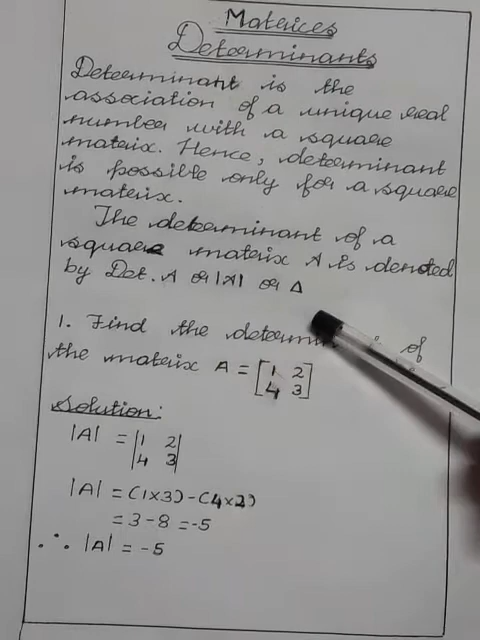 Matrices
Determinants
Determinant is the
association of a unique real
number with a square
matrix. Hence, determinant
is possible only for a square
matrix.
The determinant of a
square matrix A is denoted
by Det. A or |A| or Δ
1. Find the of
the matrix A = [1 2
4 3]
Solution:
|A| = |1 2|
|4 3|
|A| = (1×3) - (4×2)
= 3 - 8 = -5
∴ |A| = -5